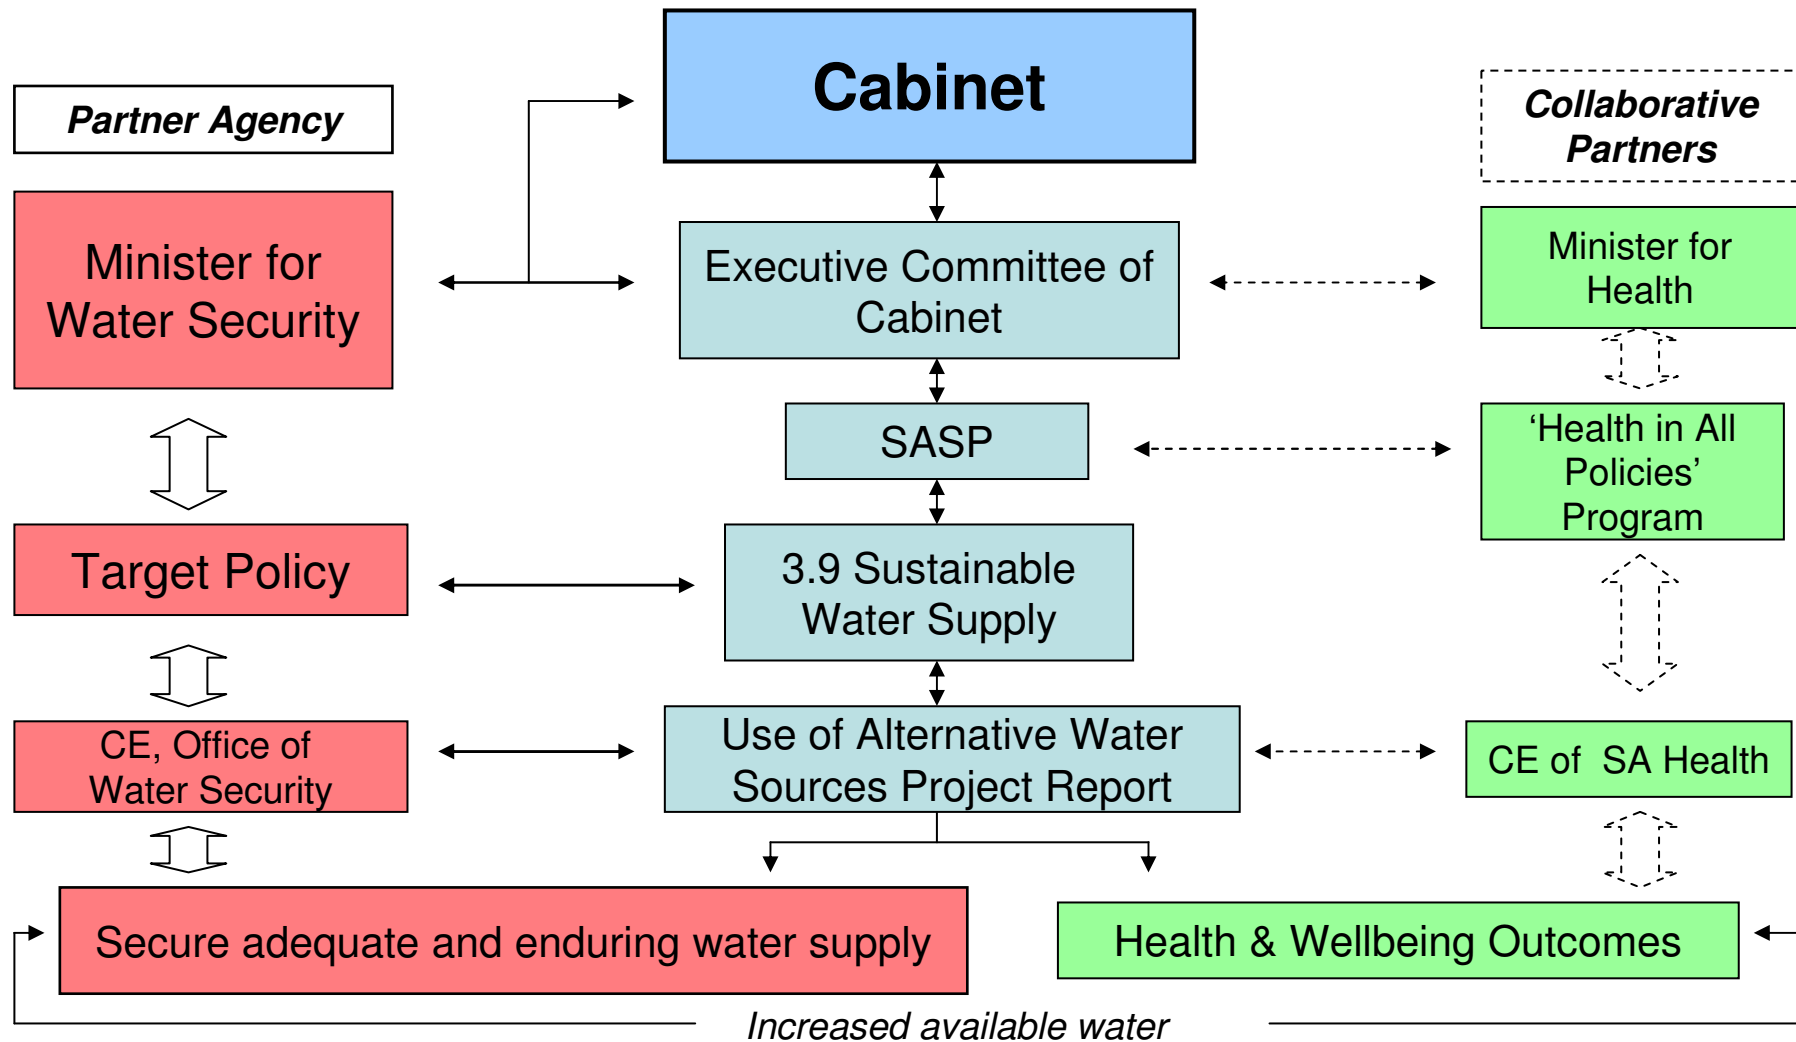 Cabinet
Partner Agency
Collaborative
Partners
Minister for
Water Security
Executive Committee of
Cabinet
Minister for
Health
SASP
‘Health in All
Policies’
Program
Target Policy
3.9 Sustainable
Water Supply
CE, Office of
Water Security
Use of Alternative Water
Sources Project Report
CE of  SA Health
Secure adequate and enduring water supply
Health & Wellbeing Outcomes
Increased available water